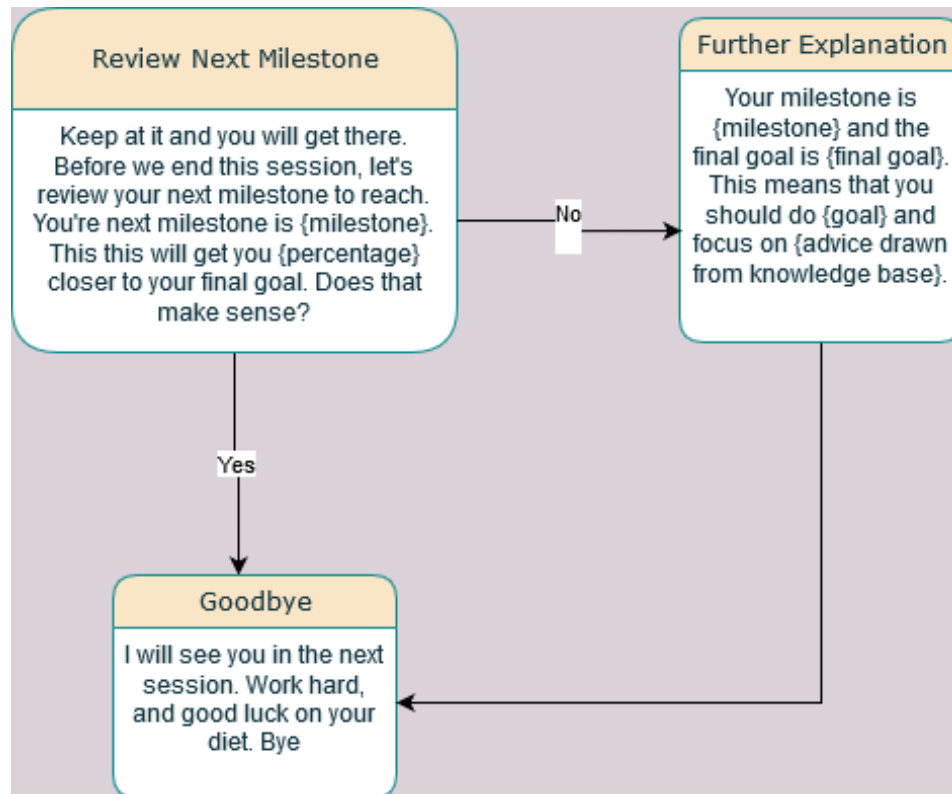 Review Next Milestone
Keep at it and you will get there.
Before we end this session, let's
review your next milestone to reach.
You're next milestone is {milestone}.
This this will get you {percentage}
closer to your final goal. Does that
make sense?
No
Further Explanation
Your milestone is
{milestone} and the
final goal is {final goal}.
This means that you
should do {goal} and
focus on {advice drawn
from knowledge base}.
Yes
Goodbye
I will see you in the next
session. Work hard,
and good luck on your
diet. Bye